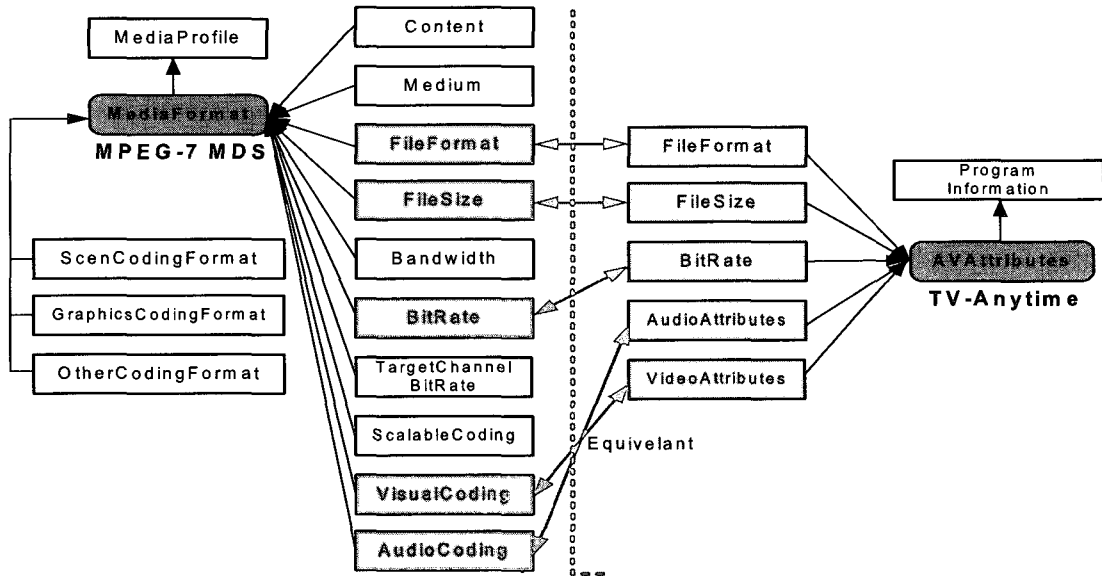 MediaProfile
MediaFormat
MPEG-7 MDS
ScenCodingFormat
GraphicsCodingFormat
OtherCodingFormat
Content
Medium
FileFormat
FileSize
Bandwidth
BitRate
TargetChannel
BitRate
ScalableCoding
VisualCoding
AudioCoding
Equivelant
FileFormat
FileSize
BitRate
AudioAttributes
VideoAttributes
Program
Information
AVAttributes
TV-Anytime